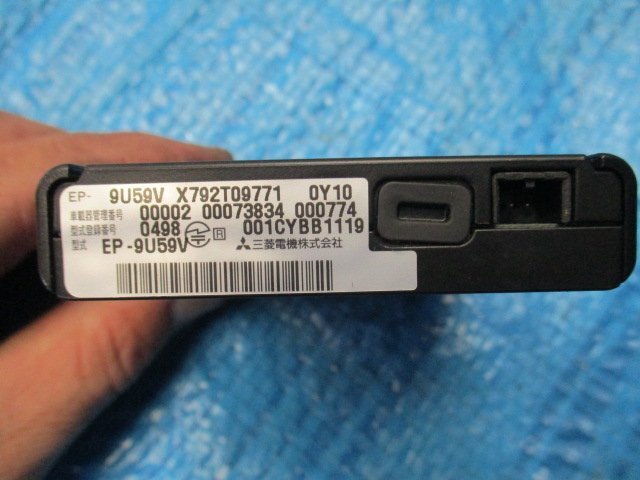 EP- 9U59V X792T09771 0Y10
車載器管理番号 00002 00073834 000774
型式登録番号 0498 R 001CYBB1119
型式 EP-9U59V 三菱電機株式会社